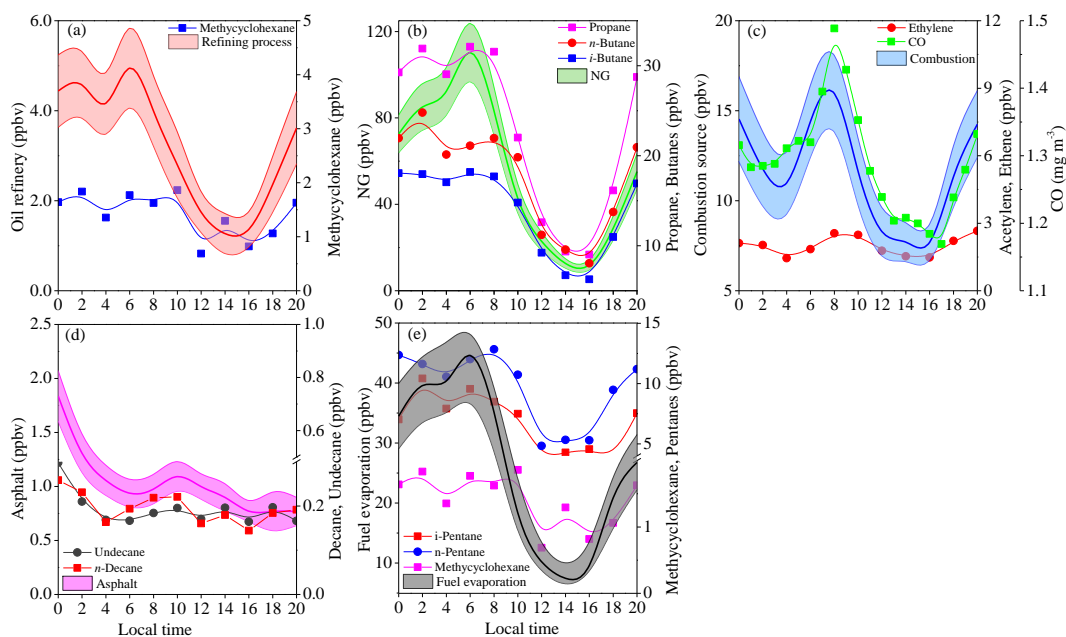 (a)
Methycyclohexane
Refining process
Oil refinery (ppbv)
6.0
4.0
2.0
0.0
5
4
3
2
1
0
Methycyclohexane (ppbv)
0 2 4 6 8 10 12 14 16 18 20
(b)
Propane
n-Butane
i-Butane
NG
NG (ppbv)
120
100
80
60
40
20
0
30
20
10
Propane, Butanes (ppbv)
0 2 4 6 8 10 12 14 16 18 20
(c)
Ethylene
CO
Combustion
Combustion source (ppbv)
20
15
10
5
12
9
6
3
0
Acetylene, Ethene (ppbv)
1.5
1.4
1.3
1.2
1.1
CO (mg m-3)
0 2 4 6 8 10 12 14 16 18 20
(d)
Undecane
n-Decane
Asphalt
Asphalt (ppbv)
2.5
2.0
1.5
1.0
0.5
0.0
1.0
0.8
0.6
0.2
0.0
Decane, Undecane (ppbv)
0 2 4 6 8 10 12 14 16 18 20
Local time
(e)
i-Pentane
n-Pentane
Methycyclohexane
Fuel evaporation
Fuel evaporation (ppbv)
50
40
30
20
10
15
10
5
1
0
Methycyclohexane, Pentanes (ppbv)
0 2 4 6 8 10 12 14 16 18 20
Local time